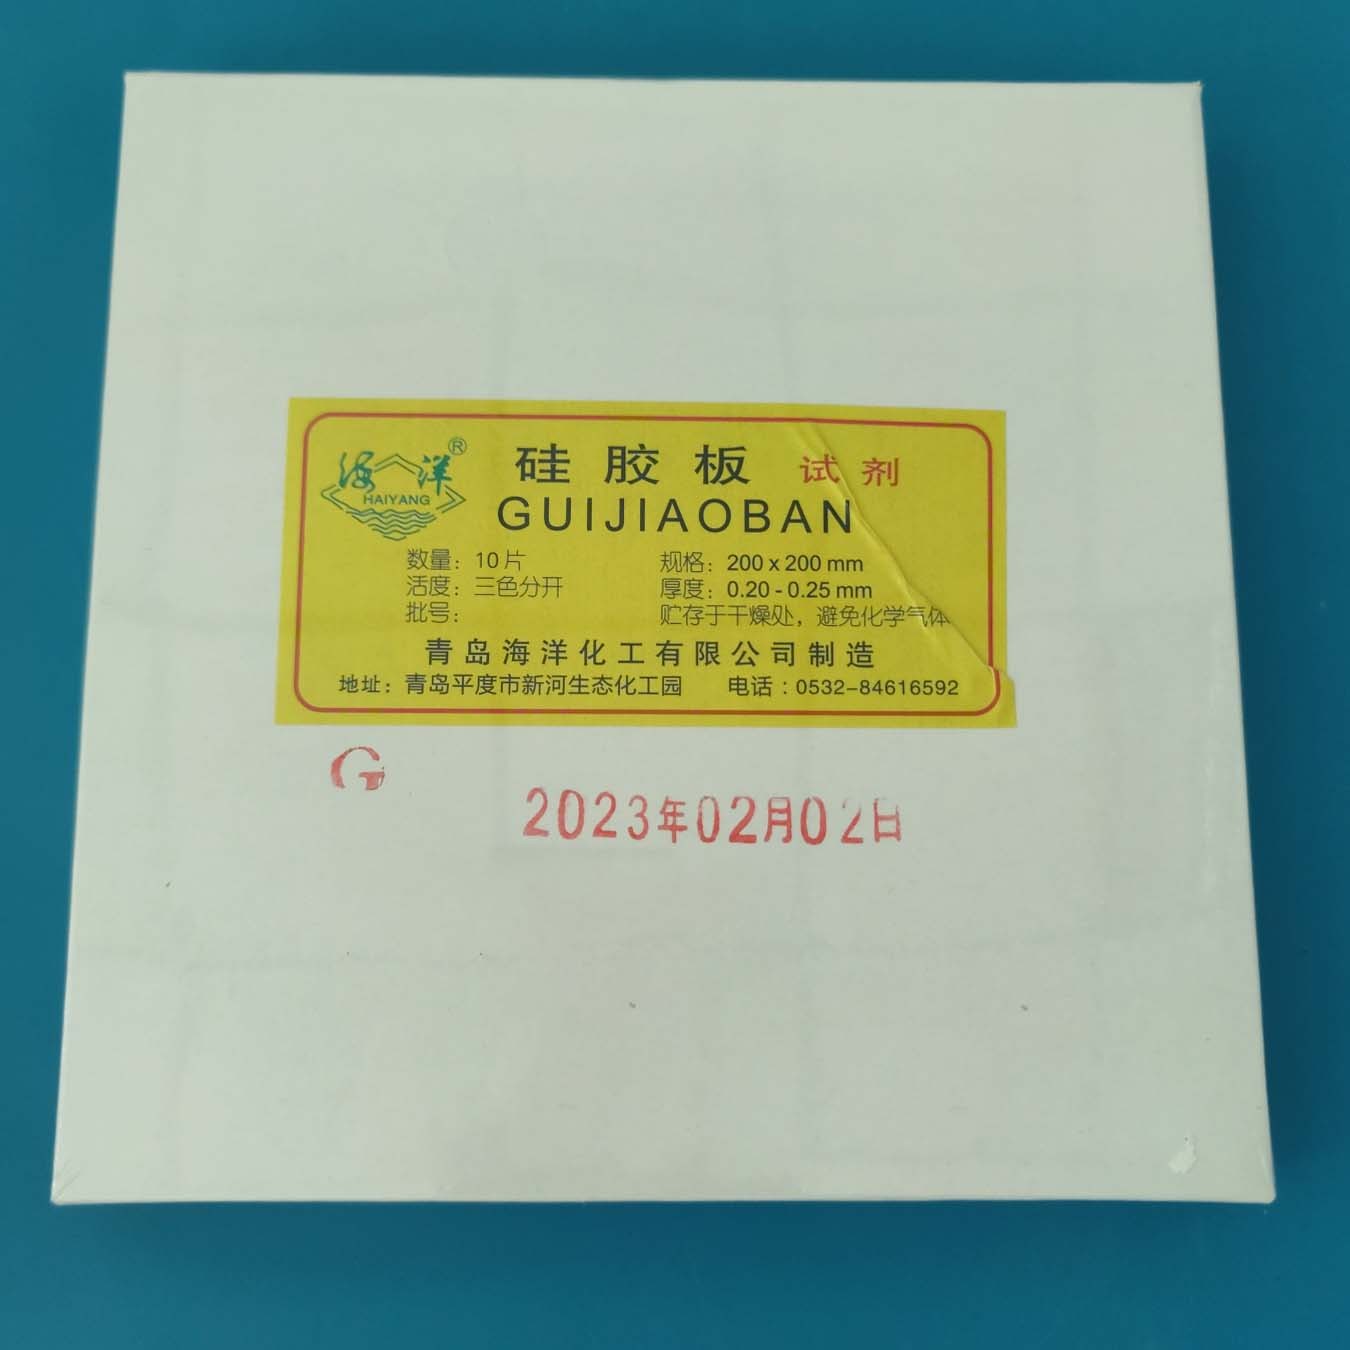 海洋®
HAIYANG
硅胶板 试剂
GUIJIAOBAN
数量：10片 规格：200 x 200 mm
活度：三色分开 厚度：0.20 - 0.25 mm
批号： 贮存于干燥处，避免化学气体
青岛海洋化工有限公司制造
地址：青岛平度市新河生态化工园 电话：0532-84616592
G
2023年02月02日